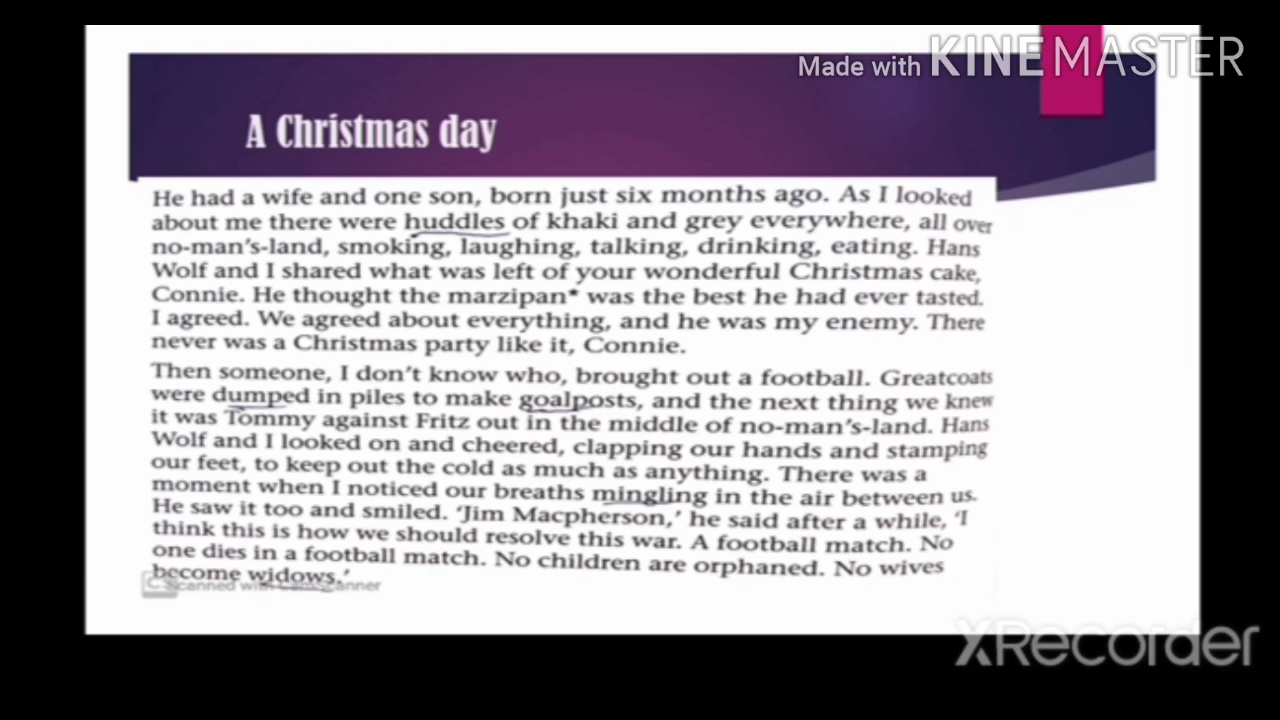 Made with KINEMASTER
A Christmas day
He had a wife and one son, born just six months ago. As I looked
about me there were huddles of khaki and grey everywhere, all over
no-man's-land, smoking, laughing, talking, drinking, eating. Hans
Wolf and I shared what was left of your wonderful Christmas cake,
Connie. He thought the marzipan* was the best he had ever tasted.
I agreed. We agreed about everything, and he was my enemy. There
never was a Christmas party like it, Connie.
Then someone, I don't know who, brought out a football. Greatcoats
were dumped in piles to make goalposts, and the next thing we knew
it was Tommy against Fritz out in the middle of no-man's-land. Hans
Wolf and I looked on and cheered, clapping our hands and stamping
our feet, to keep out the cold as much as anything. There was a
moment when I noticed our breaths mingling in the air between us.
He saw it too and smiled. 'Jim Macpherson,' he said after a while, 'I
think this is how we should resolve this war. A football match. No
one dies in a football match. No children are orphaned. No wives
become widows.'
CS Scanned with CamScanner
XRecorder